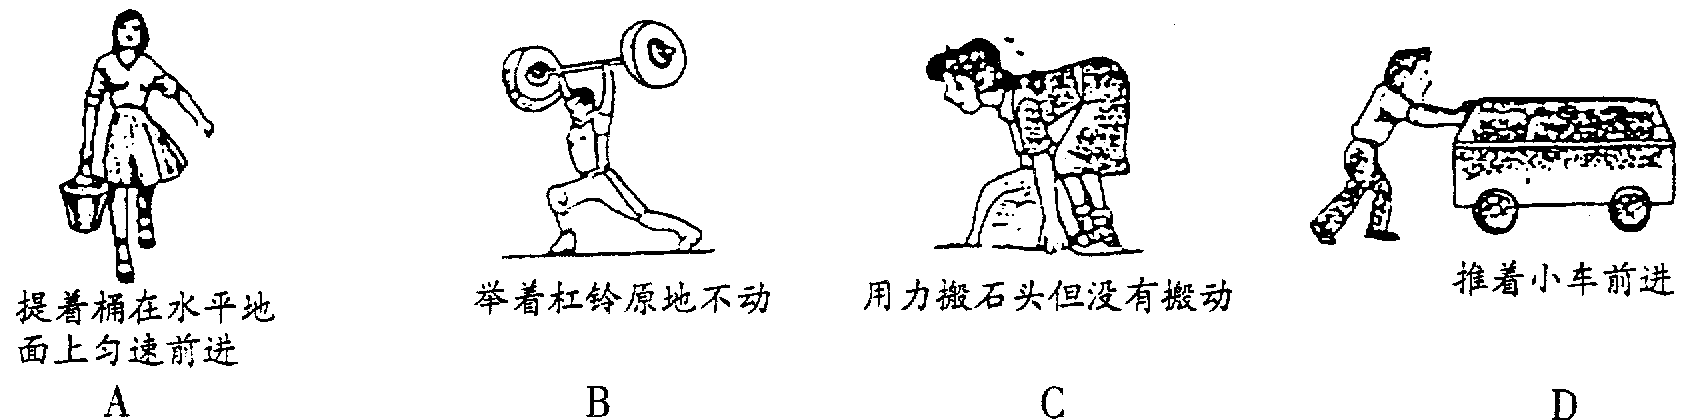 提着桶在水平地
面上匀速前进
A
举着杠铃原地不动
B
用力搬石头但没有搬动
C
推着小车前进
D